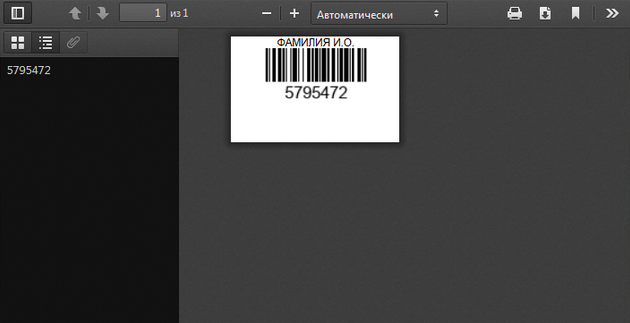 1 из 1
Автоматически
5795472
ФАМИЛИЯ И.О.
5795472